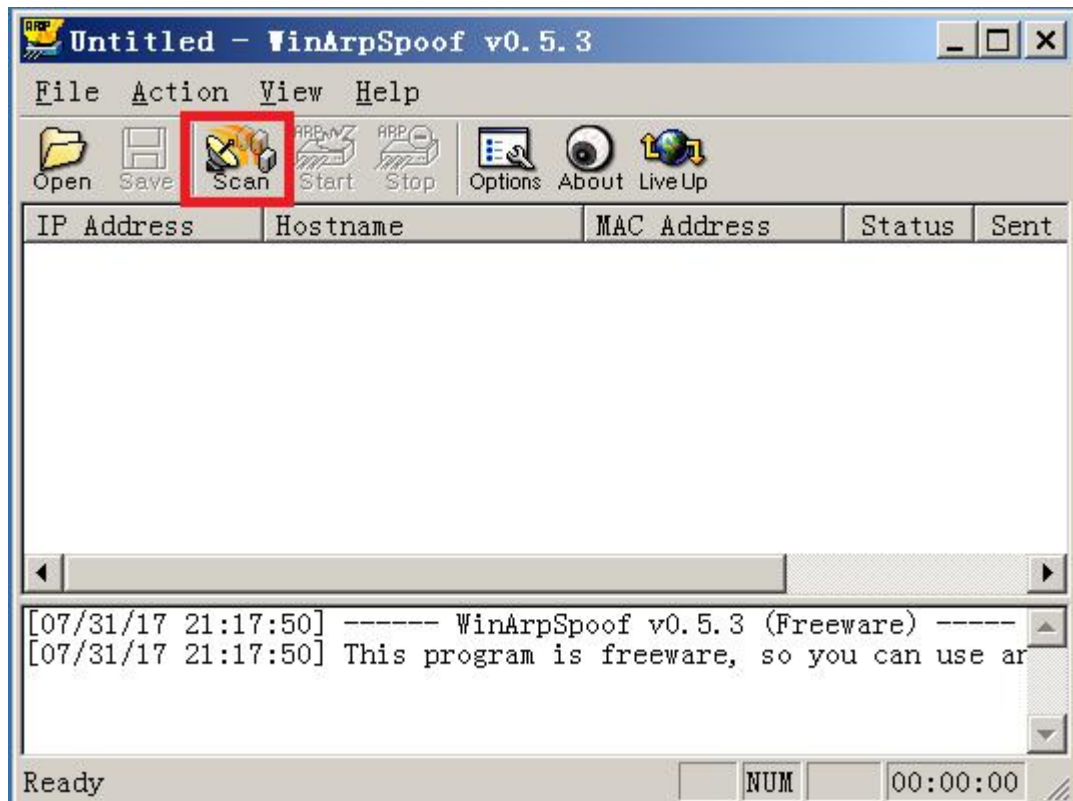 Untitled - WinArpSpoof v0.5.3
File Action View Help
Open Save Scan Start Stop Options About Live Up
IP Address Hostname MAC Address Status Sent
[07/31/17 21:17:50] ------ WinArpSpoof v0.5.3 (Freeware) -----
[07/31/17 21:17:50] This program is freeware, so you can use
Ready NUM 00:00:00